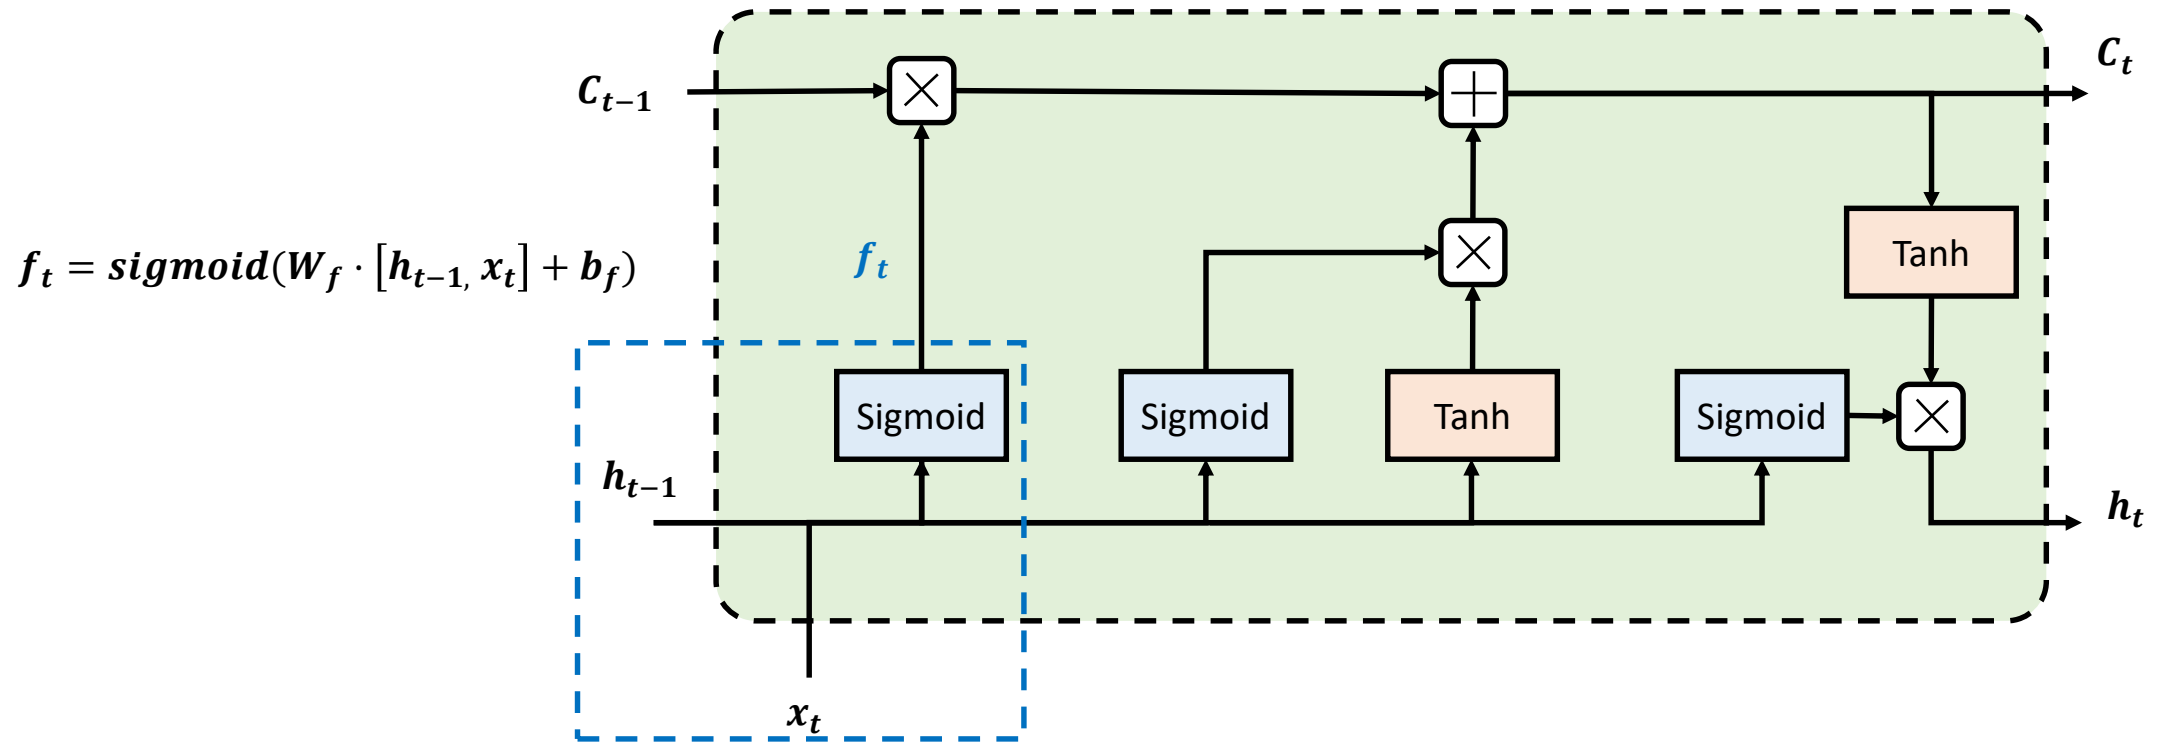 C_t
C_{t-1}
f_t = sigmoid(W_f · [h_{t-1,} x_t] + b_f)
f_t
Tanh
Sigmoid
Sigmoid
Tanh
Sigmoid
h_{t-1}
h_t
x_t